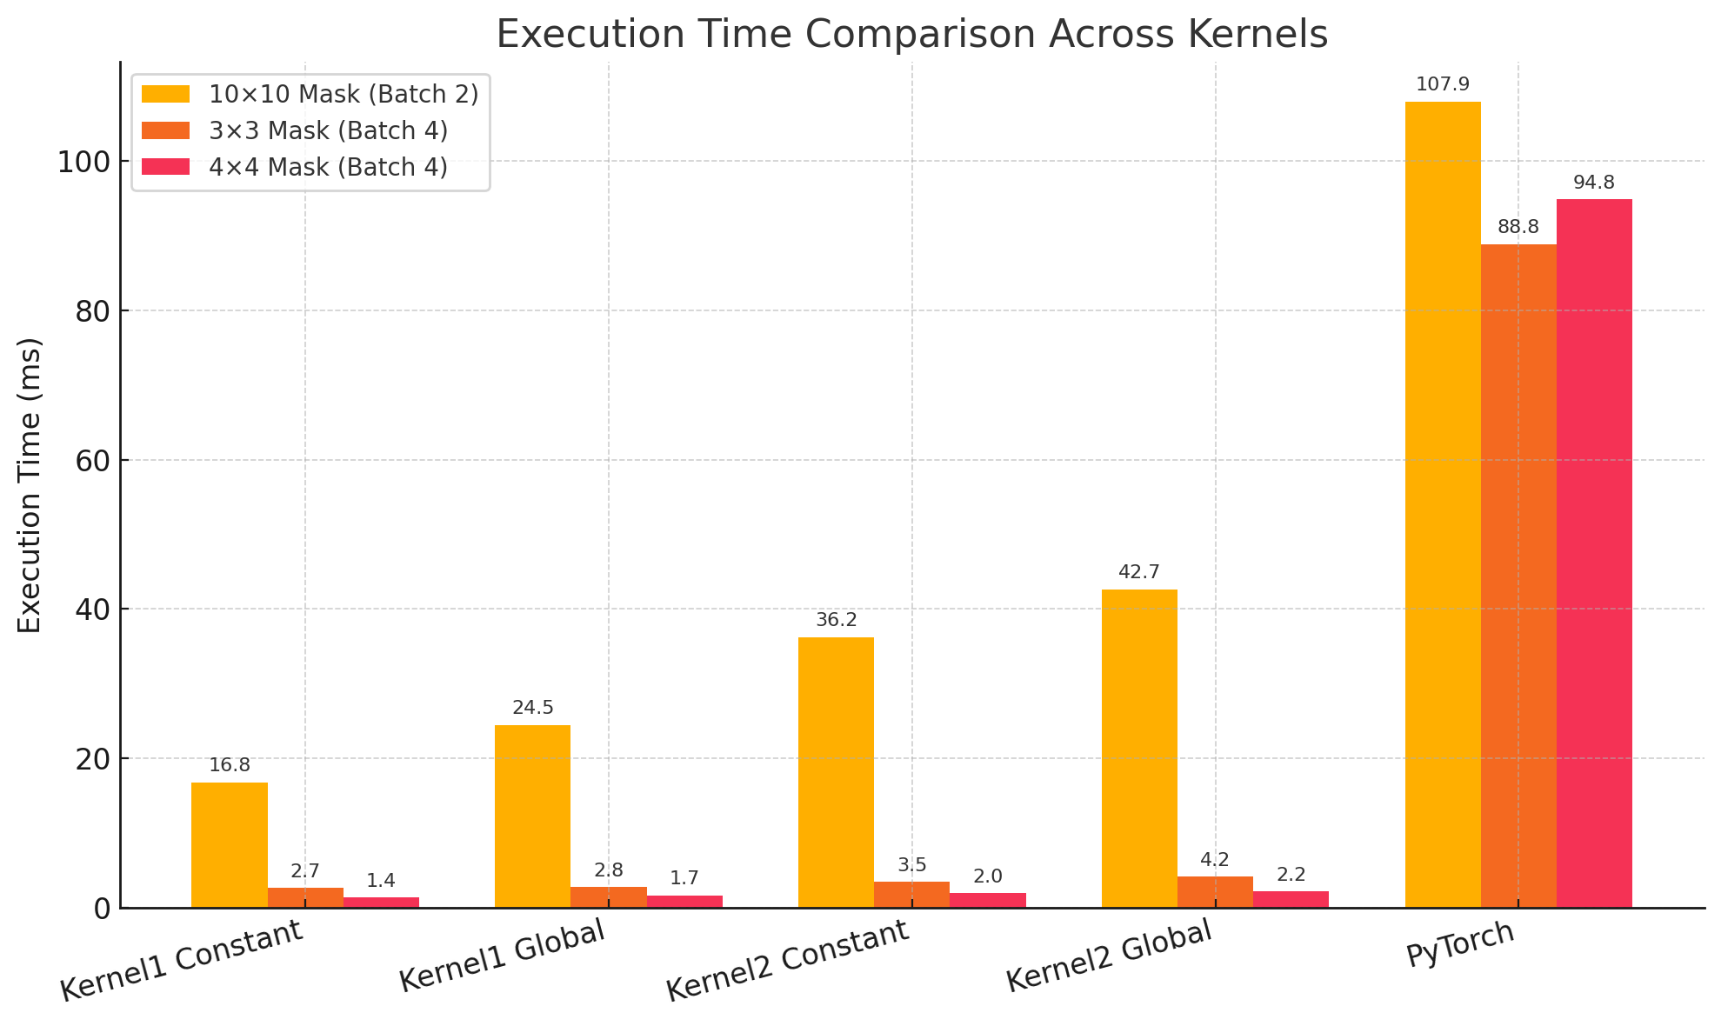 Execution Time Comparison Across Kernels
10×10 Mask (Batch 2)
3×3 Mask (Batch 4)
4×4 Mask (Batch 4)
Execution Time (ms)
100
80
60
40
20
0
16.8
2.7
1.4
24.5
2.8
1.7
36.2
3.5
2.0
42.7
4.2
2.2
107.9
88.8
94.8
Kernel1 Constant
Kernel1 Global
Kernel2 Constant
Kernel2 Global
PyTorch